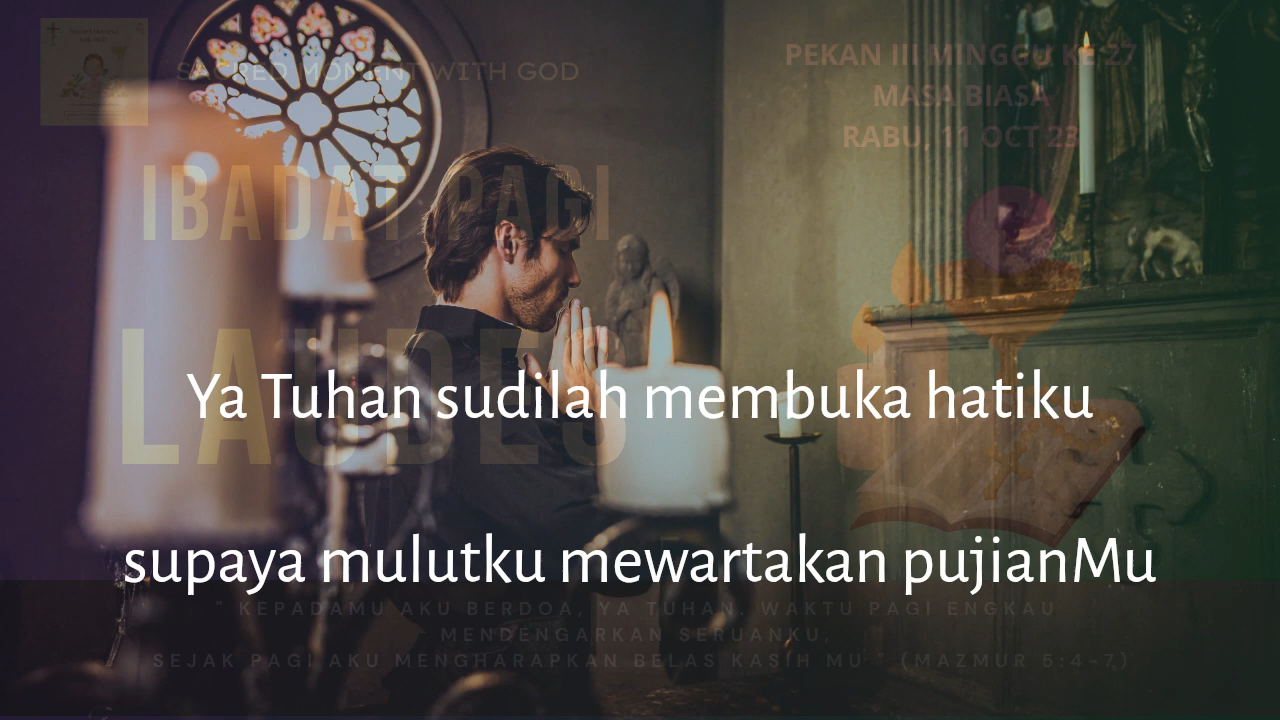 SACRED MOMENT WITH GOD
PEKAN III MINGGU KE 27
MASA BIASA
RABU, 11 OCT 23
IBADAT PAGI
LAUDES
Ya Tuhan sudilah membuka hatiku
supaya mulutku mewartakan pujianMu
" KEPADAMU AKU BERDOA, YA TUHAN. WAKTU PAGI ENGKAU
MENDENGARKAN SERUANKU,
SEJAK PAGI AKU MENGHARAPKAN BELAS KASIH MU " (MAZMUR 5:4-7)